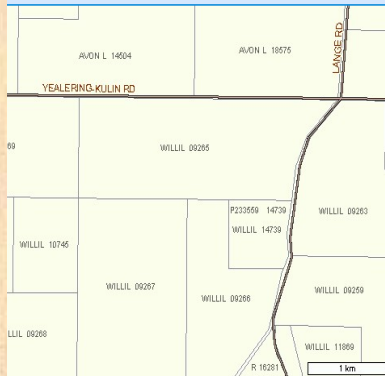 AVON L 14504
AVON L 18575
LANGE RD
YEALERING-KULIN RD
69
WILLIL 09265
P233559 14739
WILLIL 14739
WILLIL 09263
WILLIL 10745
WILLIL 09267
WILLIL 09266
WILLIL 09259
LLIL 09268
WILLIL 11869
R 16281
1 km